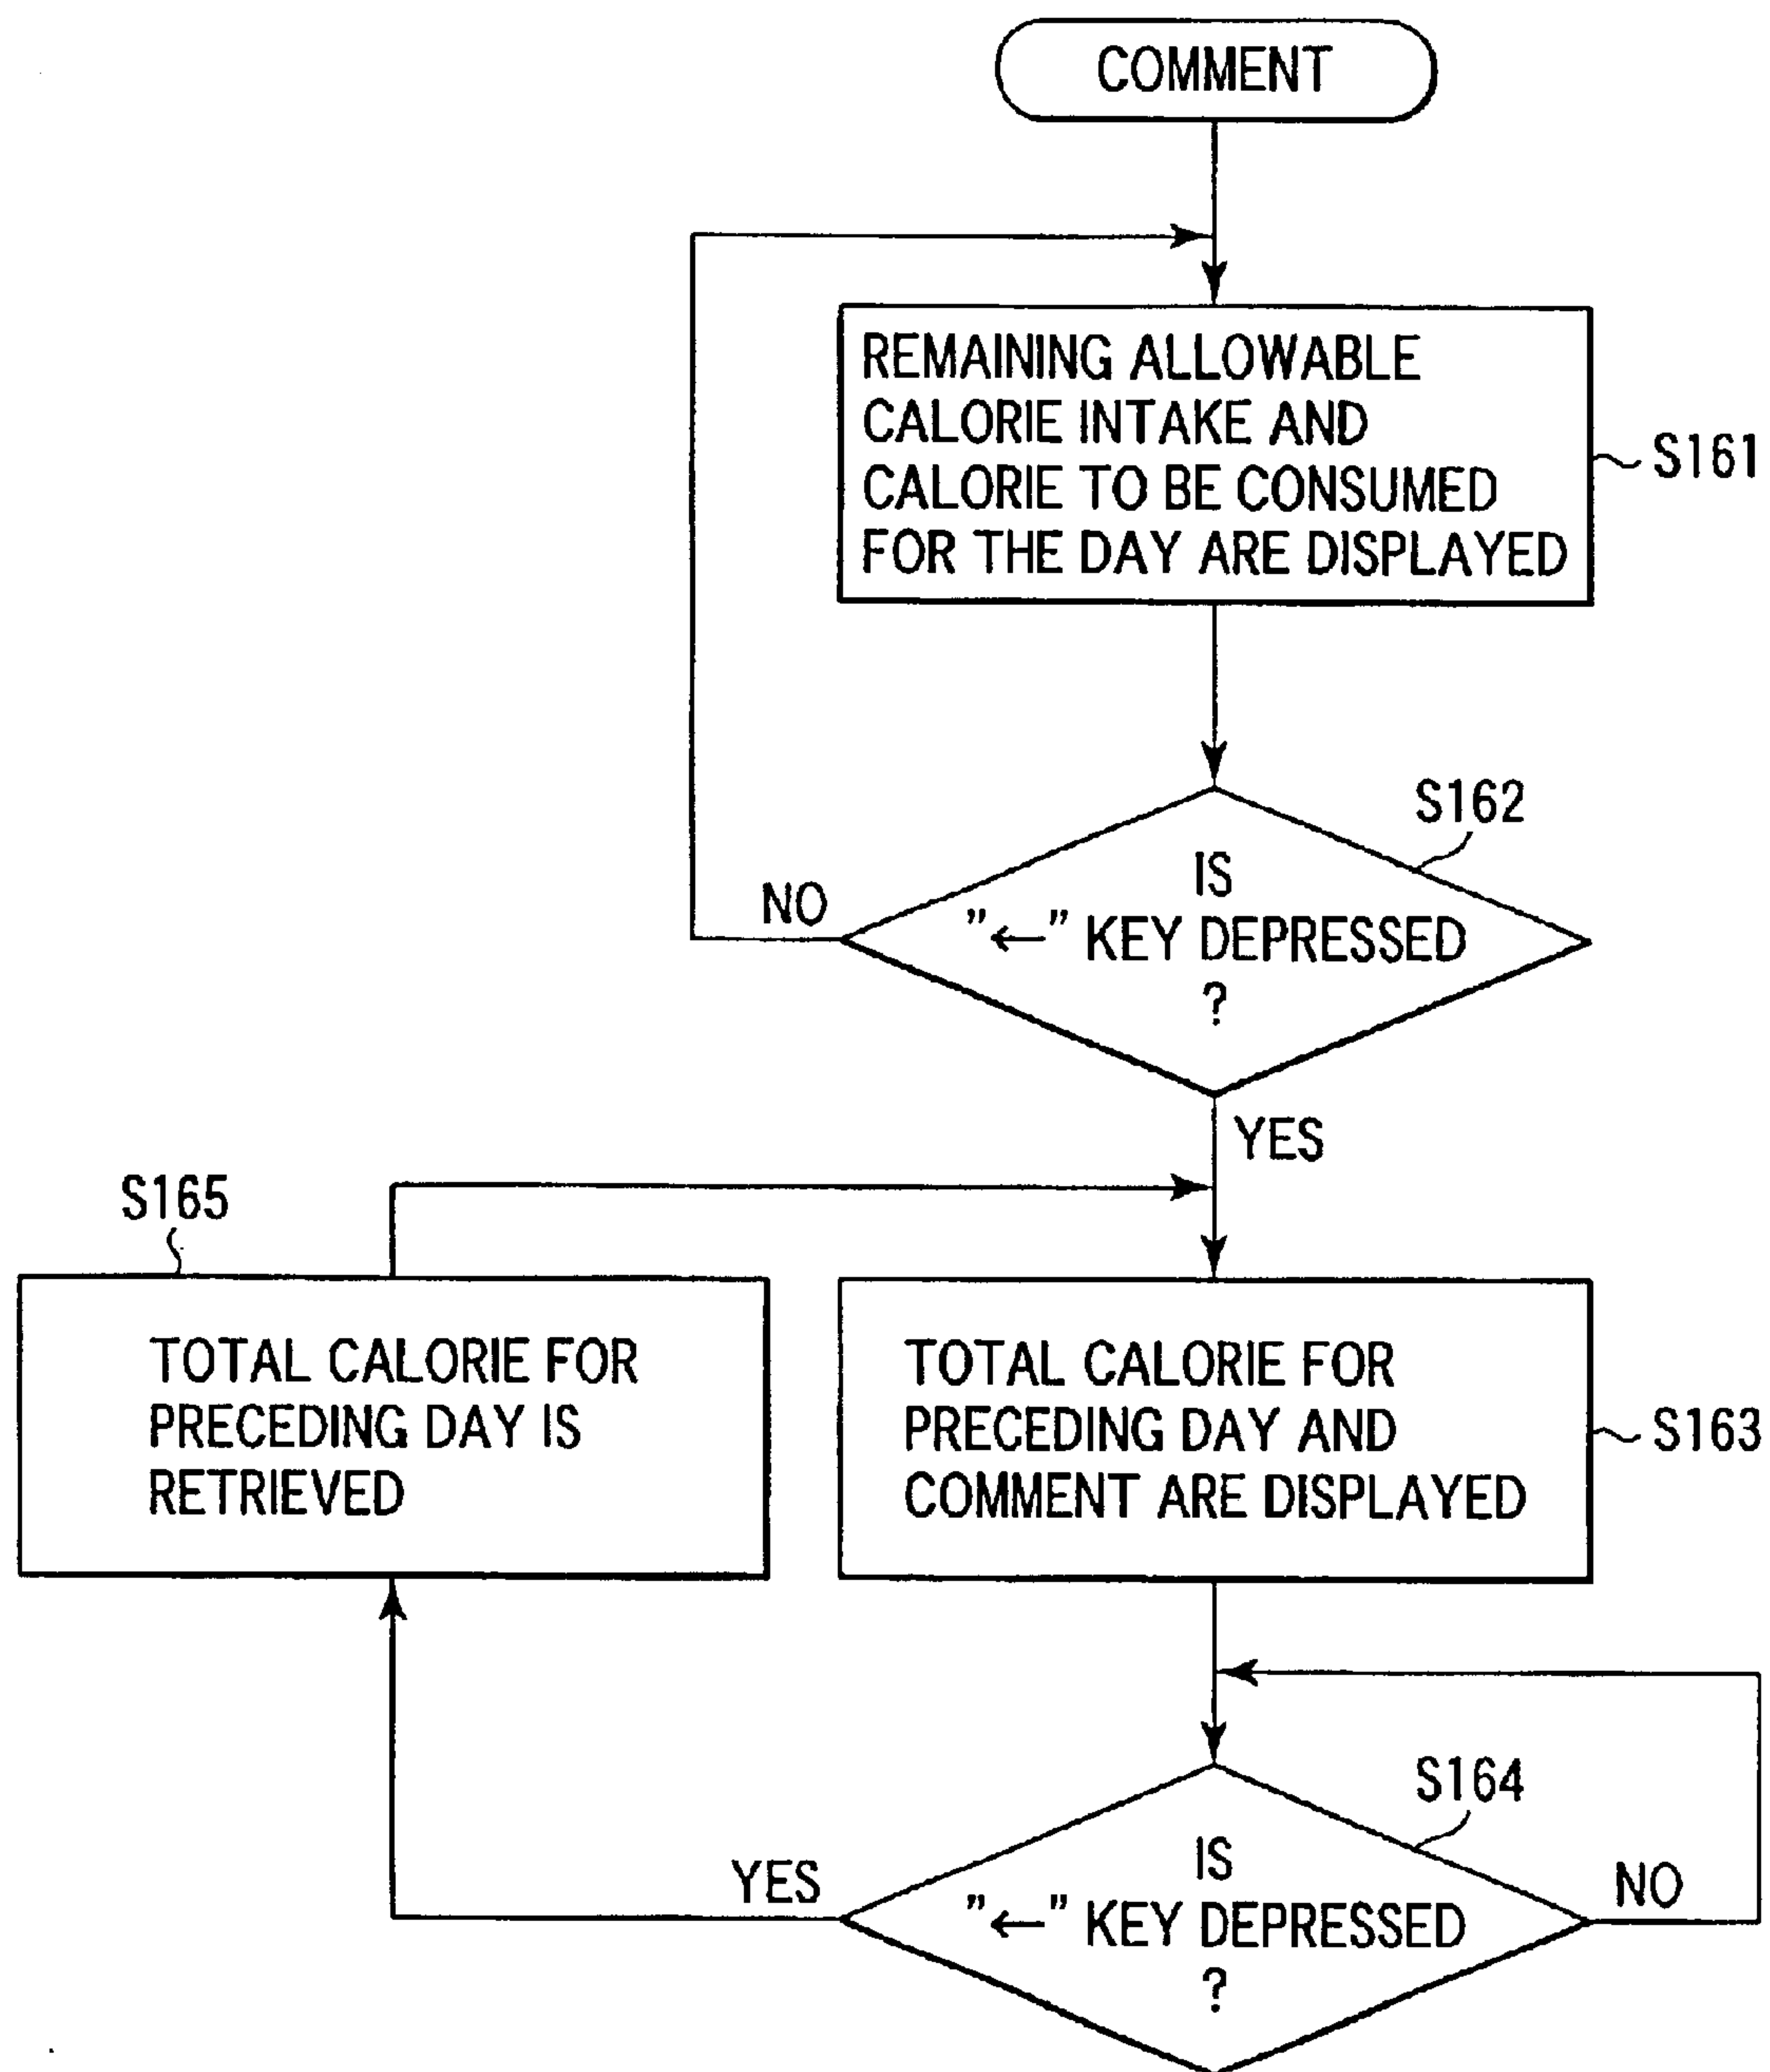 COMMENT
REMAINING ALLOWABLE
CALORIE INTAKE AND
CALORIE TO BE CONSUMED
FOR THE DAY ARE DISPLAYED
S161
S162
IS
"←" KEY DEPRESSED
?
NO
YES
S165
TOTAL CALORIE FOR
PRECEDING DAY IS
RETRIEVED
TOTAL CALORIE FOR
PRECEDING DAY AND
COMMENT ARE DISPLAYED
S163
S164
IS
"←" KEY DEPRESSED
?
YES
NO